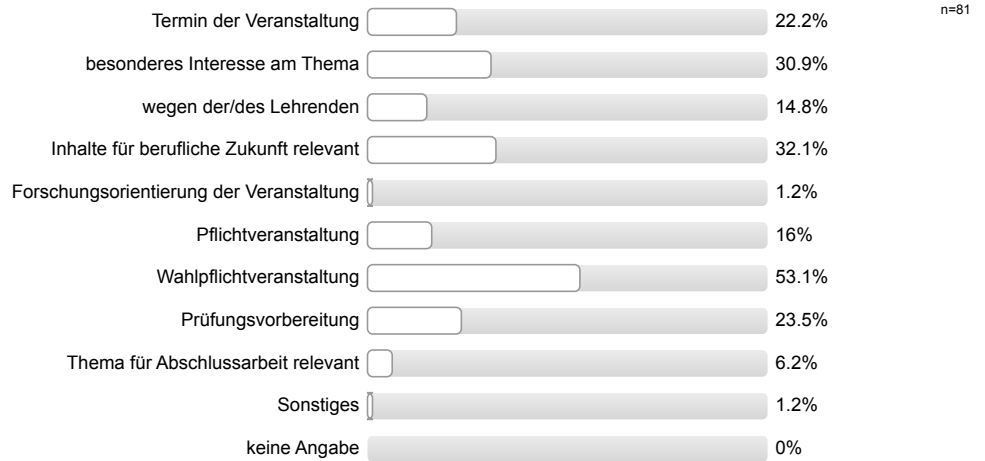 Termin der Veranstaltung 22.2% n=81
besonderes Interesse am Thema 30.9%
wegen der/des Lehrenden 14.8%
Inhalte für berufliche Zukunft relevant 32.1%
Forschungsorientierung der Veranstaltung 1.2%
Pflichtveranstaltung 16%
Wahlpflichtveranstaltung 53.1%
Prüfungsvorbereitung 23.5%
Thema für Abschlussarbeit relevant 6.2%
Sonstiges 1.2%
keine Angabe 0%